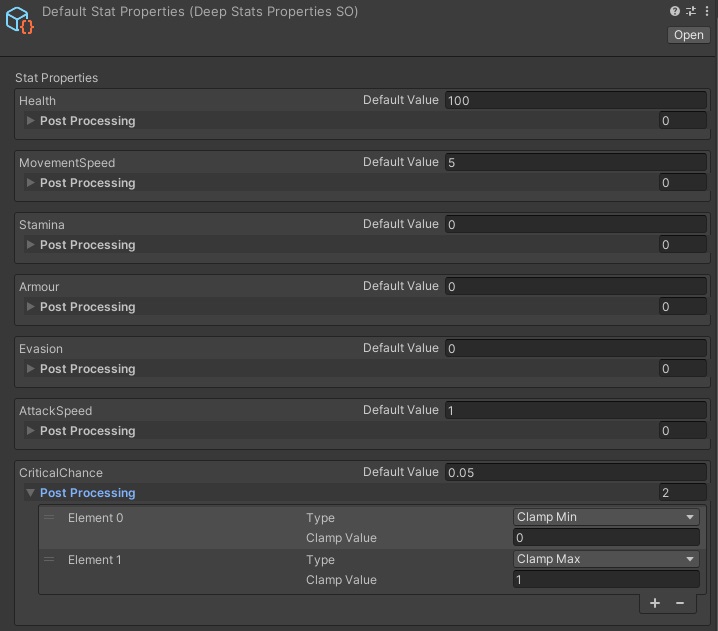 Default Stat Properties (Deep Stats Properties SO)
Open
Stat Properties
Health Default Value 100
Post Processing 0
MovementSpeed Default Value 5
Post Processing 0
Stamina Default Value 0
Post Processing 0
Armour Default Value 0
Post Processing 0
Evasion Default Value 0
Post Processing 0
AttackSpeed Default Value 1
Post Processing 0
CriticalChance Default Value 0.05
Post Processing 2
Element 0 Type Clamp Min
Clamp Value 0
Element 1 Type Clamp Max
Clamp Value 1
+ −